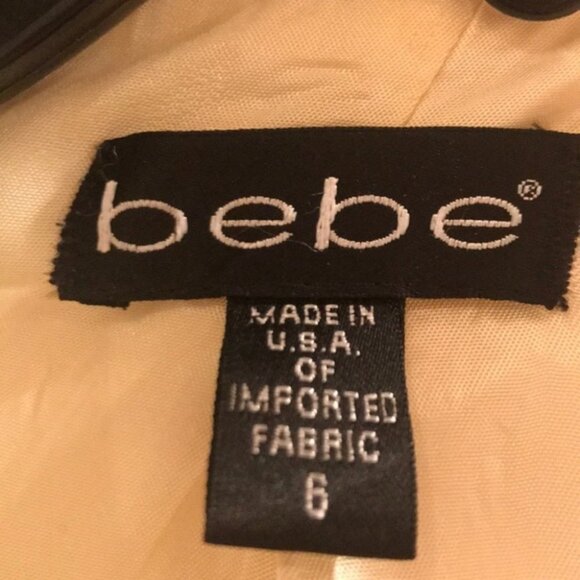 bebe®
MADE IN
U.S.A.
OF
IMPORTED
FABRIC
6